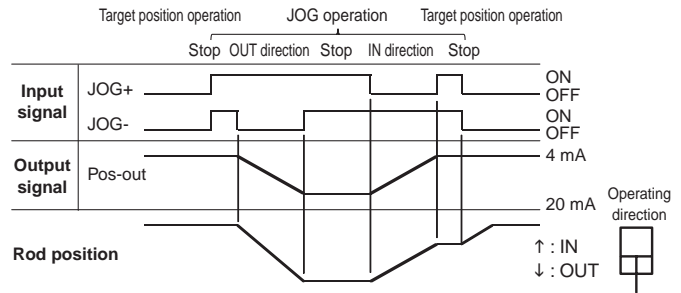 Target position operation JOG operation Target position operation
Stop OUT direction Stop IN direction Stop
Input signal
JOG+
ON
OFF
JOG-
ON
OFF
Output signal
Pos-out
4 mA
20 mA
Operating direction
Rod position
↑ : IN
↓ : OUT